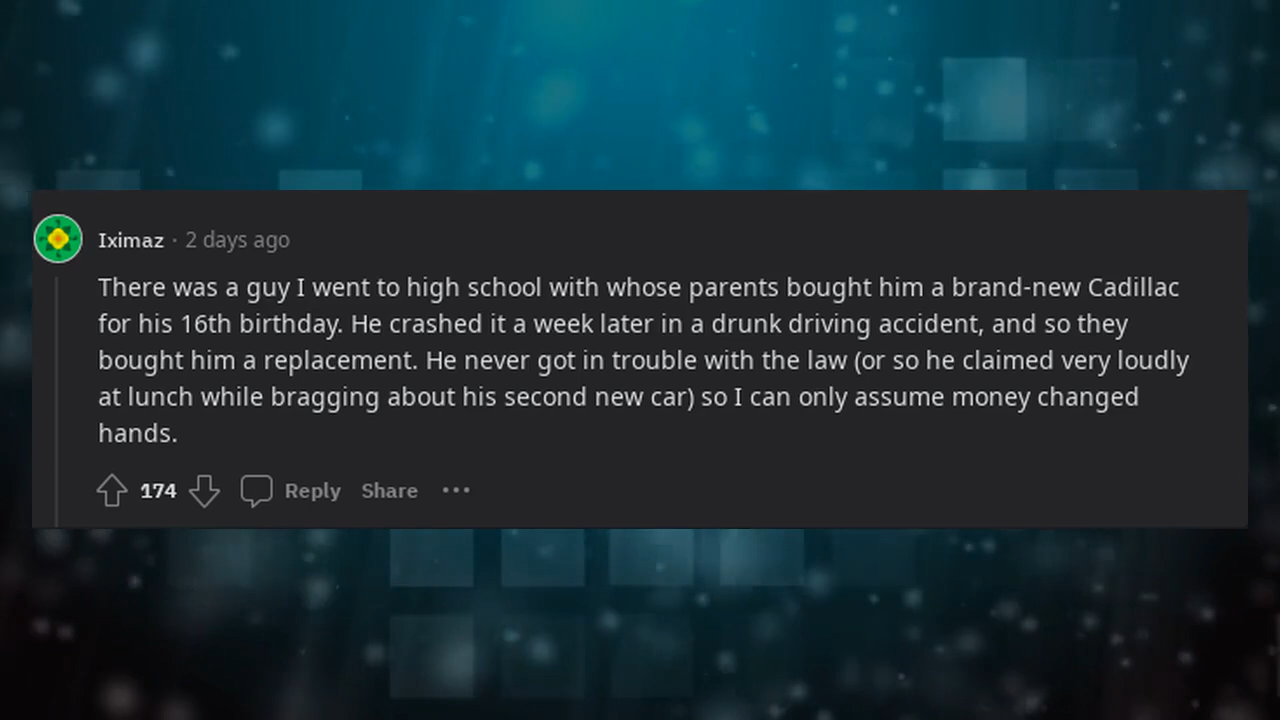 Iximaz · 2 days ago
There was a guy I went to high school with whose parents bought him a brand-new Cadillac
for his 16th birthday. He crashed it a week later in a drunk driving accident, and so they
bought him a replacement. He never got in trouble with the law (or so he claimed very loudly
at lunch while bragging about his second new car) so I can only assume money changed
hands.
174 Reply Share •••